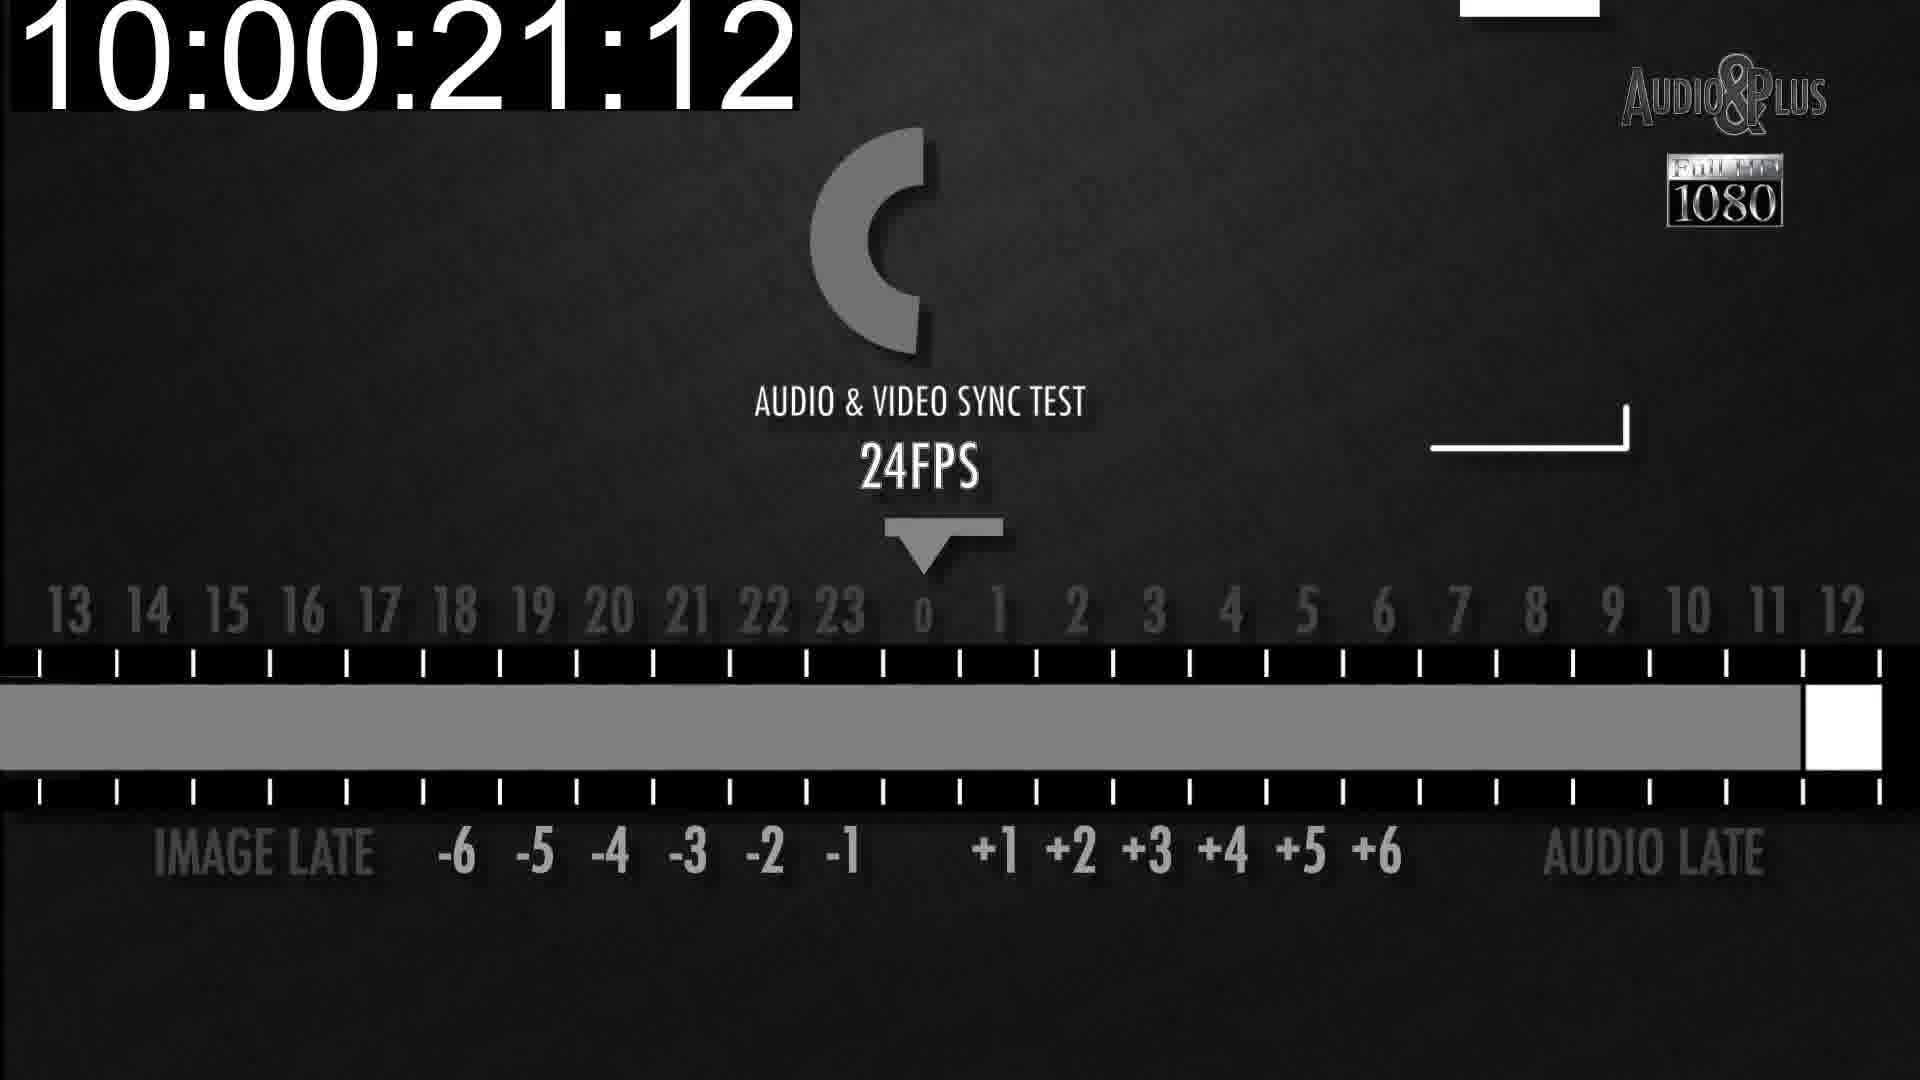 10:00:21:12
AUDIO & PLUS
Full HD
1080
AUDIO & VIDEO SYNC TEST
24FPS
13 14 15 16 17 18 19 20 21 22 23 0 1 2 3 4 5 6 7 8 9 10 11 12
IMAGE LATE -6 -5 -4 -3 -2 -1 +1 +2 +3 +4 +5 +6 AUDIO LATE